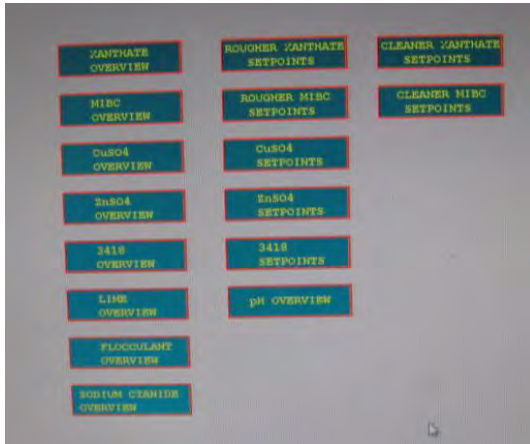 XANTHATE
OVERVIEW
ROUGHER XANTHATE
SETPOINTS
CLEANER XANTHATE
SETPOINTS
MIBC
OVERVIEW
ROUGHER MIBC
SETPOINTS
CLEANER MIBC
SETPOINTS
CuSO4
OVERVIEW
CuSO4
SETPOINTS
ZnSO4
OVERVIEW
ZnSO4
SETPOINTS
3418
OVERVIEW
3418
SETPOINTS
LIME
OVERVIEW
pH OVERVIEW
FLOCCULANT
OVERVIEW
SODIUM CYANIDE
OVERVIEW